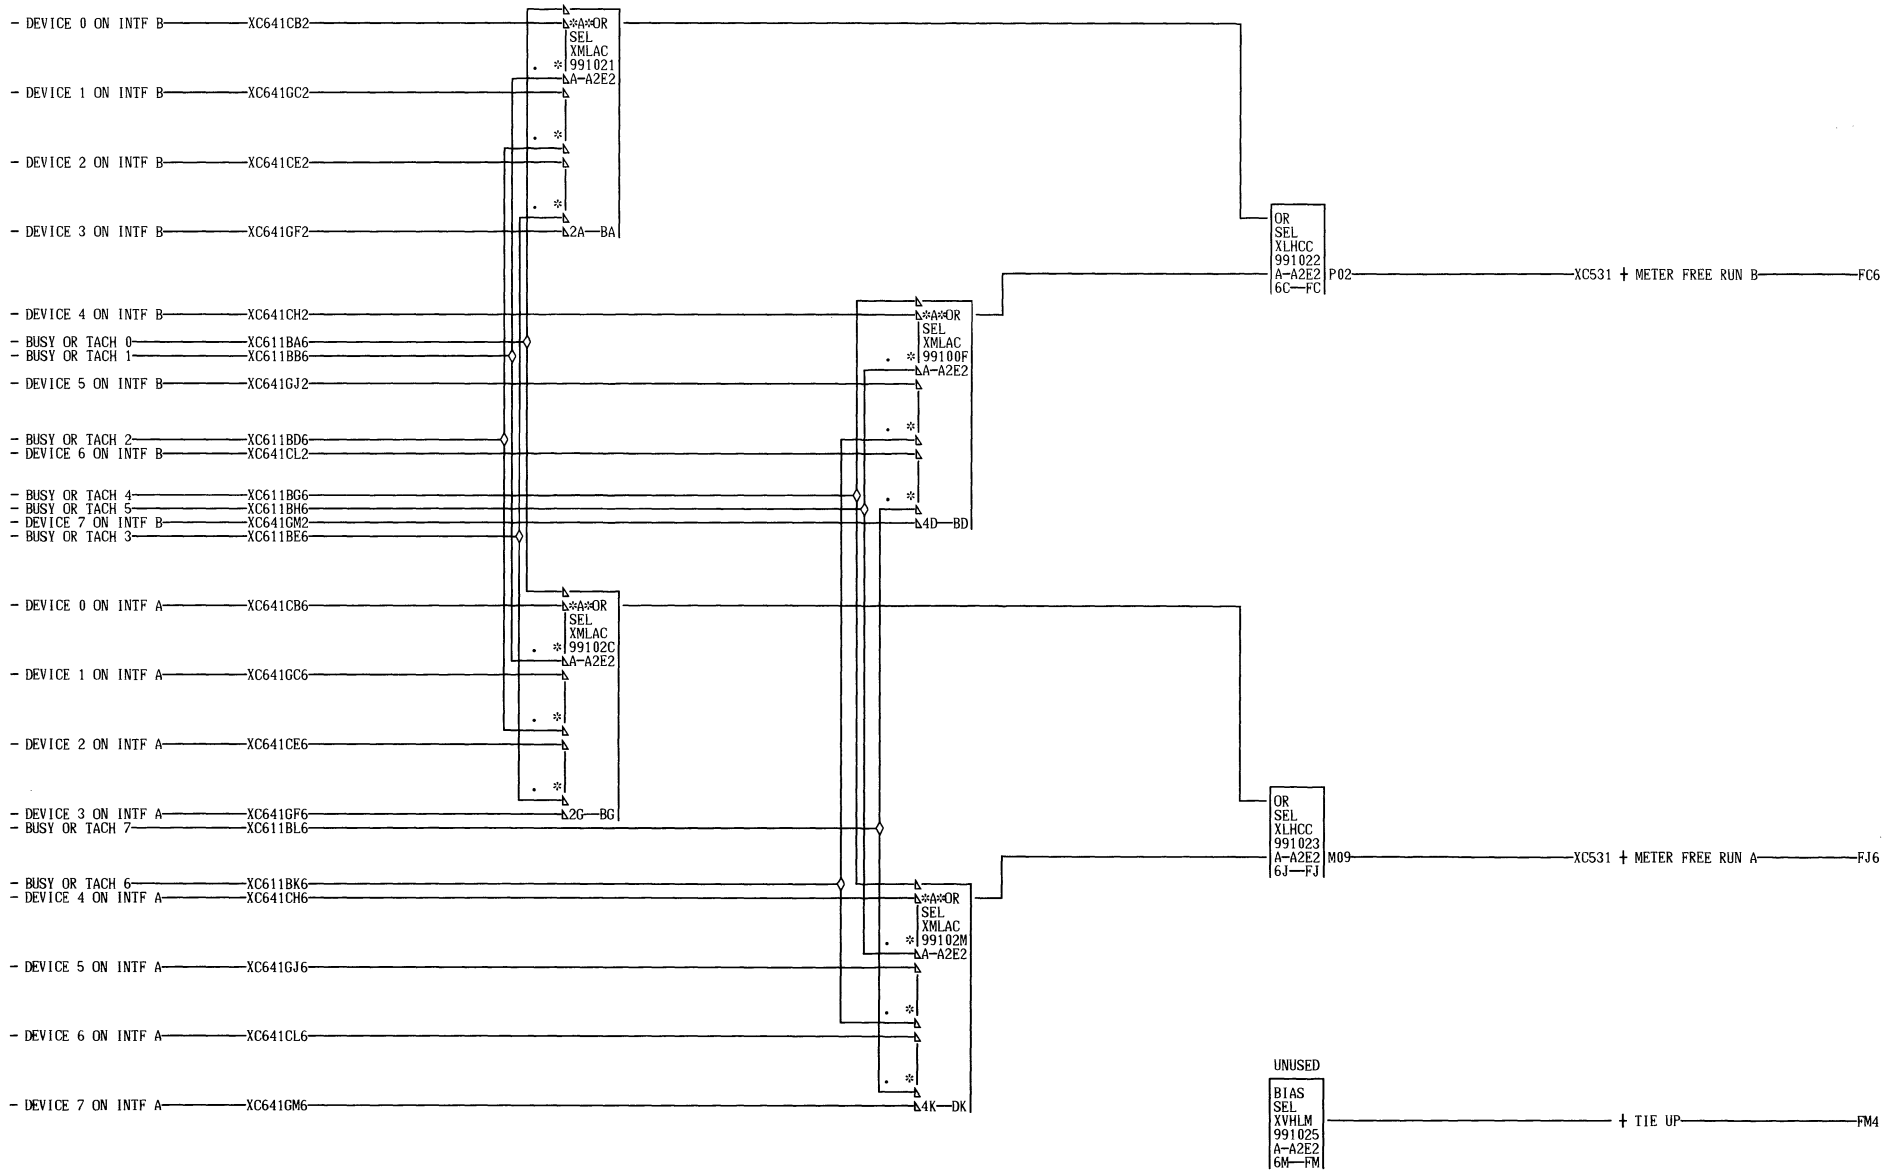 - DEVICE 0 ON INTF B XC641CB2
*A*OR
SEL
XMLAC
. * 991021
A-A2E2
- DEVICE 1 ON INTF B XC641GC2
. *
- DEVICE 2 ON INTF B XC641CE2
. *
- DEVICE 3 ON INTF B XC641GF2
2A BA
OR
SEL
XLHCC
991022
A-A2E2 P02 XC531 + METER FREE RUN B FC6
6C FC
- DEVICE 4 ON INTF B XC641CH2
*A*OR
SEL
XMLAC
. * 99100F
A-A2E2
- BUSY OR TACH 0 XC611BA6
- BUSY OR TACH 1 XC611BB6
- DEVICE 5 ON INTF B XC641GJ2
. *
- BUSY OR TACH 2 XC611BD6
- DEVICE 6 ON INTF B XC641CL2
- BUSY OR TACH 4 XC611BG6
. *
- BUSY OR TACH 5 XC611BH6
- DEVICE 7 ON INTF B XC641GM2
4D BD
- BUSY OR TACH 3 XC611BE6
- DEVICE 0 ON INTF A XC641CB6
*A*OR
SEL
XMLAC
. * 99102C
A-A2E2
- DEVICE 1 ON INTF A XC641GC6
. *
- DEVICE 2 ON INTF A XC641CE6
. *
- DEVICE 3 ON INTF A XC641GF6
2G BG
- BUSY OR TACH 7 XC611BL6
OR
SEL
XLHCC
991023
A-A2E2 M09 XC531 + METER FREE RUN A FJ6
6J FJ
- BUSY OR TACH 6 XC611BK6
- DEVICE 4 ON INTF A XC641CH6
*A*OR
SEL
XMLAC
. * 99102M
A-A2E2
- DEVICE 5 ON INTF A XC641GJ6
. *
- DEVICE 6 ON INTF A XC641CL6
. *
- DEVICE 7 ON INTF A XC641GM6
4K DK
UNUSED
BIAS
SEL
XVHLM + TIE UP FM4
991025
A-A2E2
6M FM